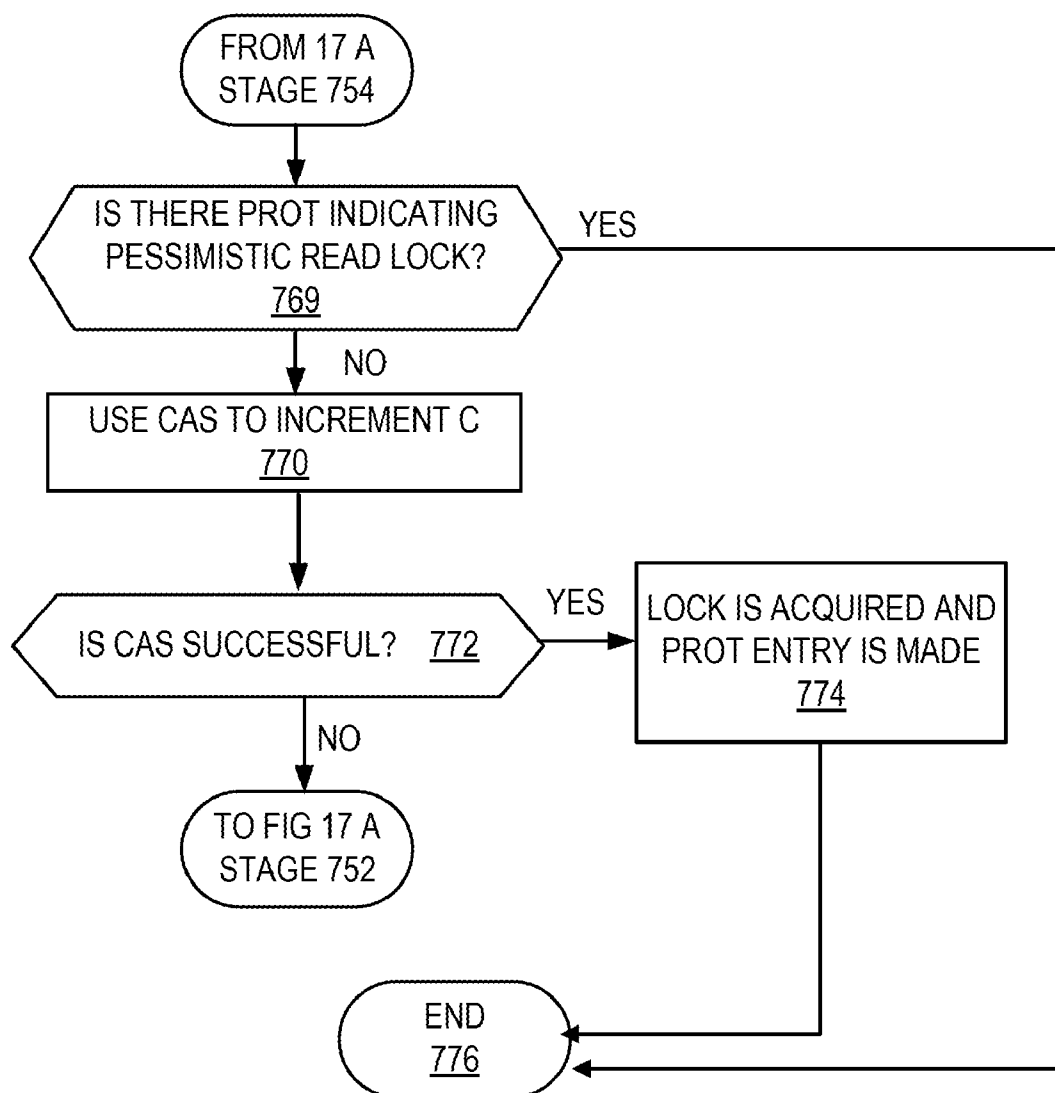 FROM 17 A
STAGE 754
IS THERE PROT INDICATING
PESSIMISTIC READ LOCK?
769
YES
NO
USE CAS TO INCREMENT C
770
IS CAS SUCCESSFUL? 772
YES
LOCK IS ACQUIRED AND
PROT ENTRY IS MADE
774
NO
TO FIG 17 A
STAGE 752
END
776